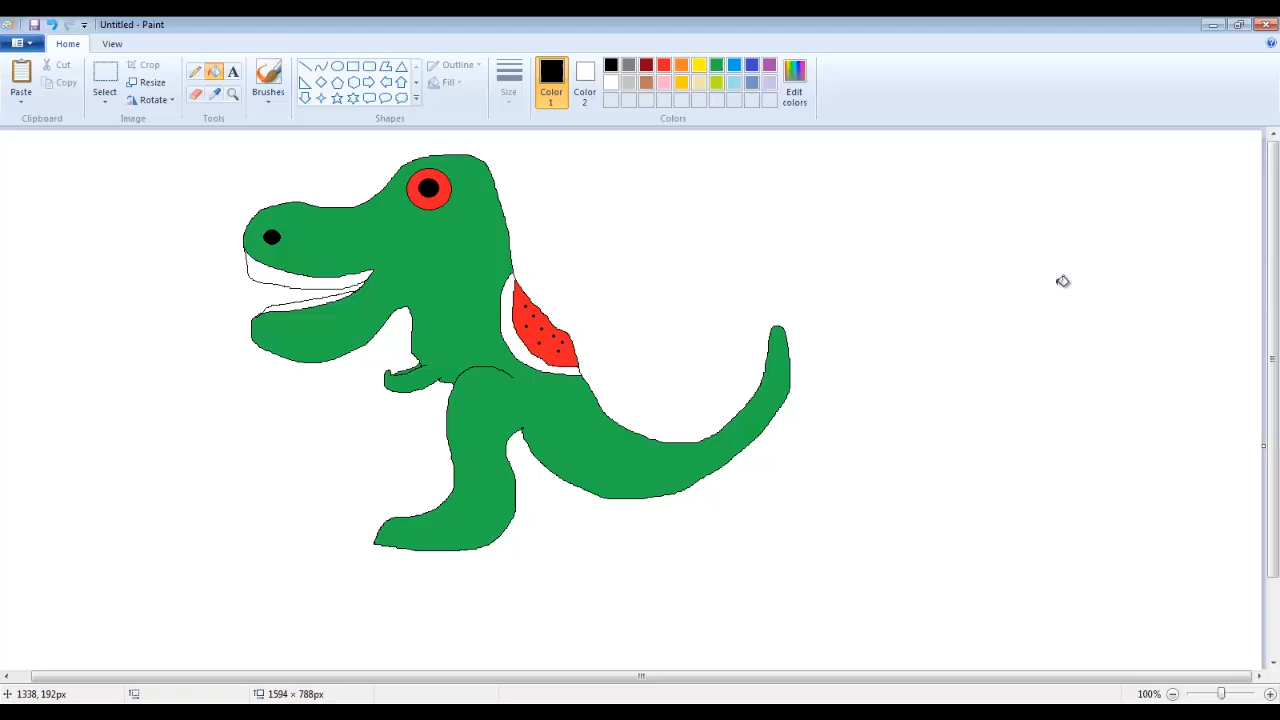 Untitled - Paint
Home View
Paste
Cut
Copy
Clipboard
Select
Crop
Resize
Rotate
Image
A
Tools
Brushes
Outline
Fill
Shapes
Size
Color 1
Color 2
Edit colors
Colors
1338, 192px
1594 × 788px
100%